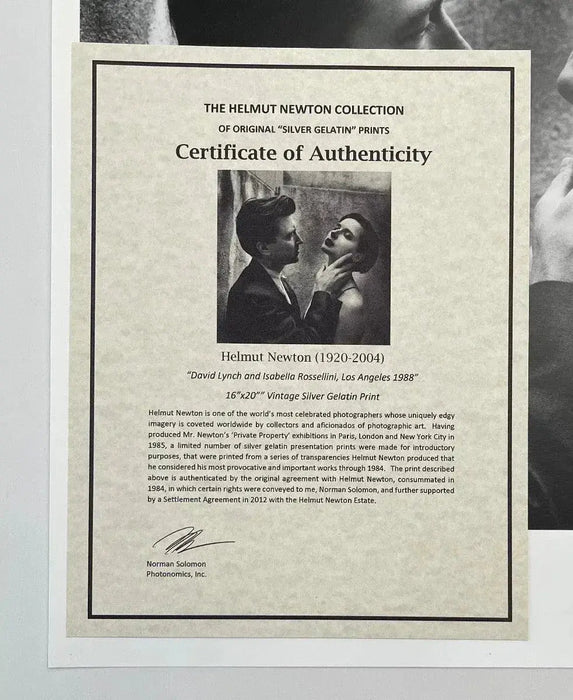 THE HELMUT NEWTON COLLECTION
OF ORIGINAL "SILVER GELATIN" PRINTS
Certificate of Authenticity
Helmut Newton (1920-2004)
"David Lynch and Isabella Rossellini, Los Angeles 1988"
16"x20"" Vintage Silver Gelatin Print
Helmut Newton is one of the world's most celebrated photographers whose uniquely edgy
imagery is coveted worldwide by collectors and aficionados of photographic art. Having
produced Mr. Newton's 'Private Property' exhibitions in Paris, London and New York City in
1985, a limited number of silver gelatin presentation prints were made for introductory
purposes, that were printed from a series of transparencies Helmut Newton produced that
he considered his most provocative and important works through 1984. The print described
above is authenticated by the original agreement with Helmut Newton, consummated in
1984, in which certain rights were conveyed to me, Norman Solomon, and further supported
by a Settlement Agreement in 2012 with the Helmut Newton Estate.
Norman Solomon
Photonomics, Inc.